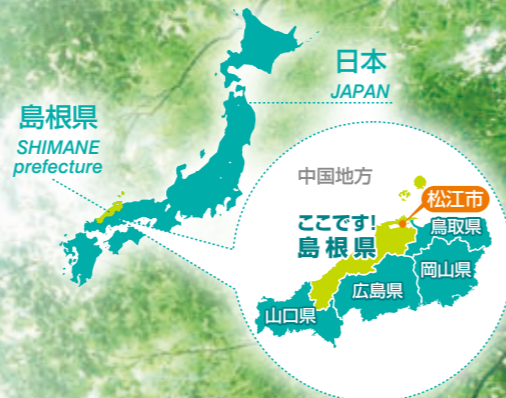 日本
JAPAN
島根県
SHIMANE
prefecture
中国地方
松江市
ここです!
島根県
鳥取県
岡山県
広島県
山口県